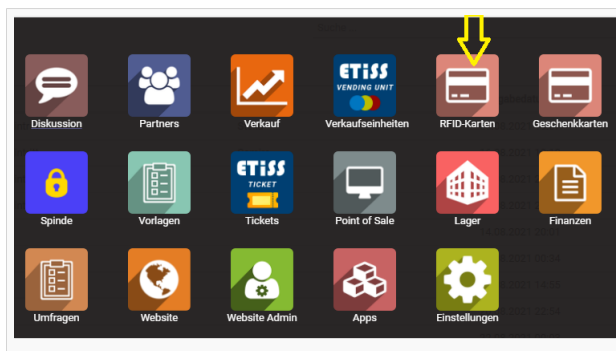 Diskussion
Partners
Verkauf
ETiSS
VENDING UNIT
Verkaufseinheiten
RFID-Karten
Geschenkkarten
Spinde
Vorlagen
ETiSS
TICKET
Tickets
Point of Sale
Lager
Finanzen
Umfragen
Website
Website Admin
Apps
Einstellungen